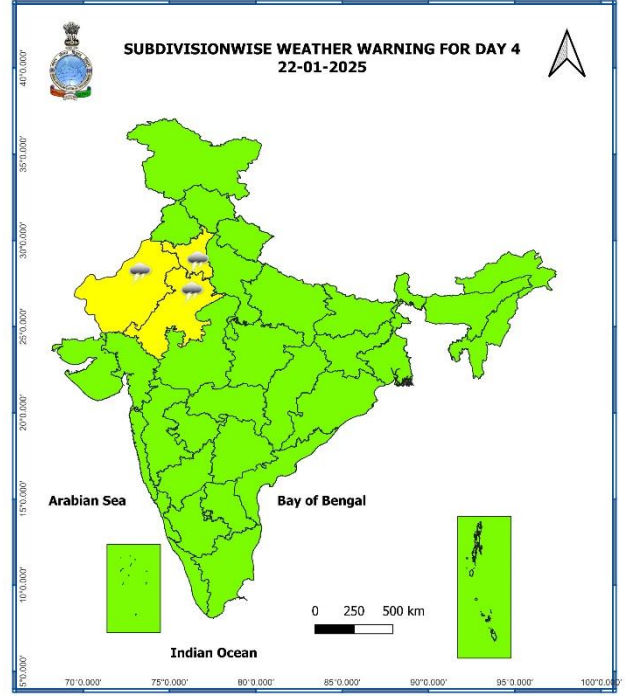 SUBDIVISIONWISE WEATHER WARNING FOR DAY 4
22-01-2025
40°0.000'
35°0.000'
30°0.000'
25°0.000'
20°0.000'
15°0.000'
10°0.000'
5°0.000'
Arabian Sea
Bay of Bengal
0 250 500 km
Indian Ocean
70°0.000' 75°0.000' 80°0.000' 85°0.000' 90°0.000' 95°0.000' 100°0.000'